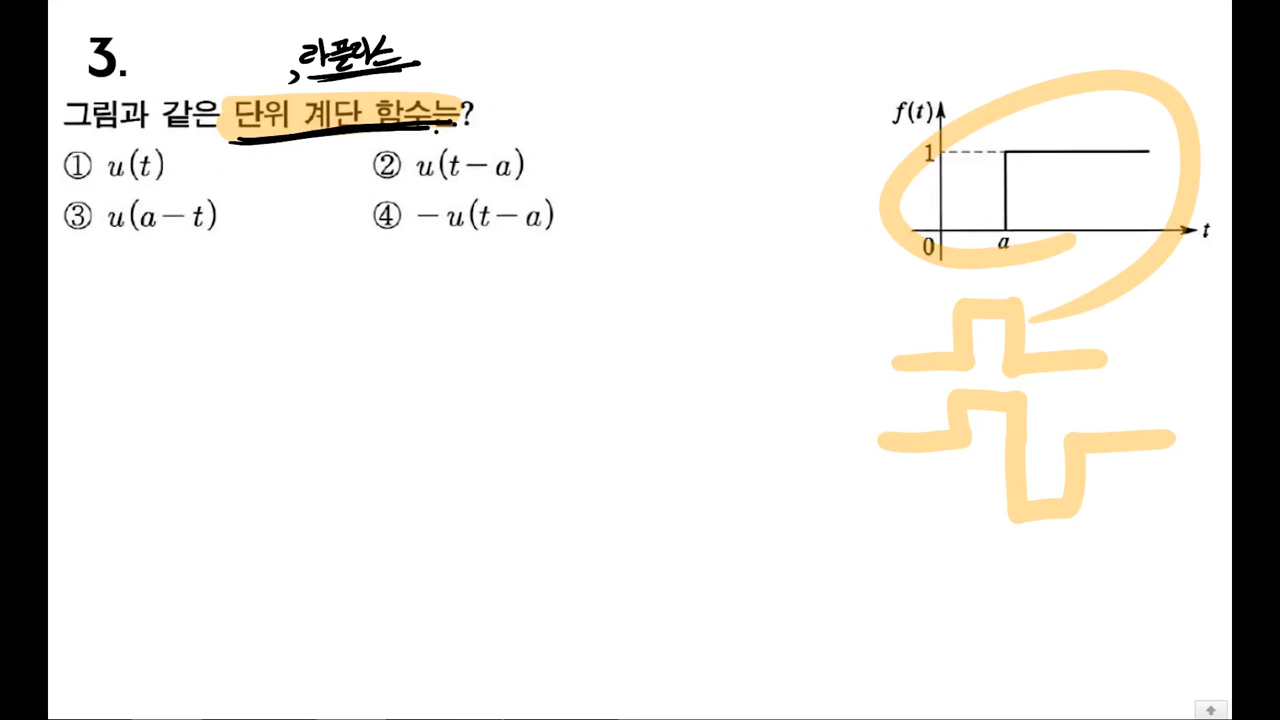 3.
, 라플라스
그림과 같은 단위 계단 함수는?
① u(t)
② u(t-a)
③ u(a-t)
④ -u(t-a)
f(t)
1
0
a
t